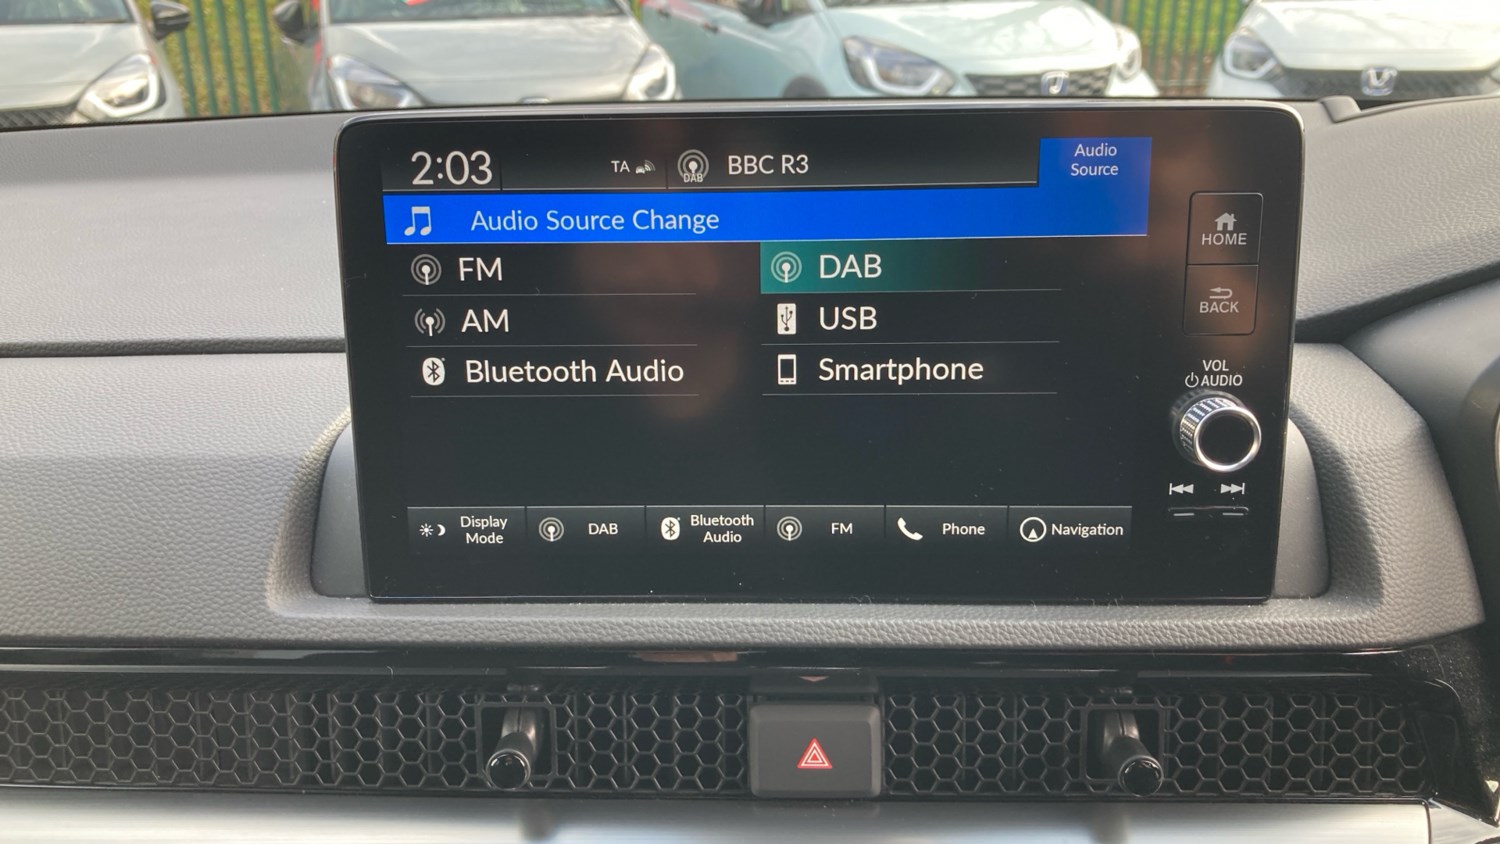 2:03
TA
DAB
BBC R3
Audio
Source
Audio Source Change
FM
DAB
AM
USB
Bluetooth Audio
Smartphone
HOME
BACK
VOL
AUDIO
Display
Mode
DAB
Bluetooth
Audio
FM
Phone
Navigation